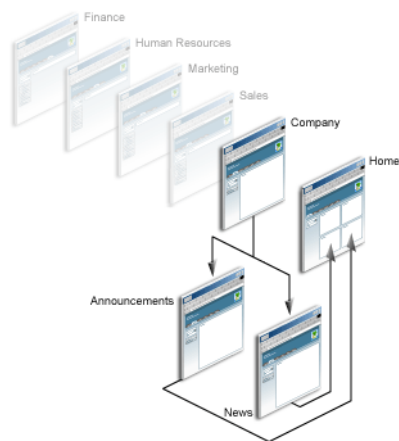 Finance
Human Resources
Marketing
Sales
Company
Home
Announcements
News